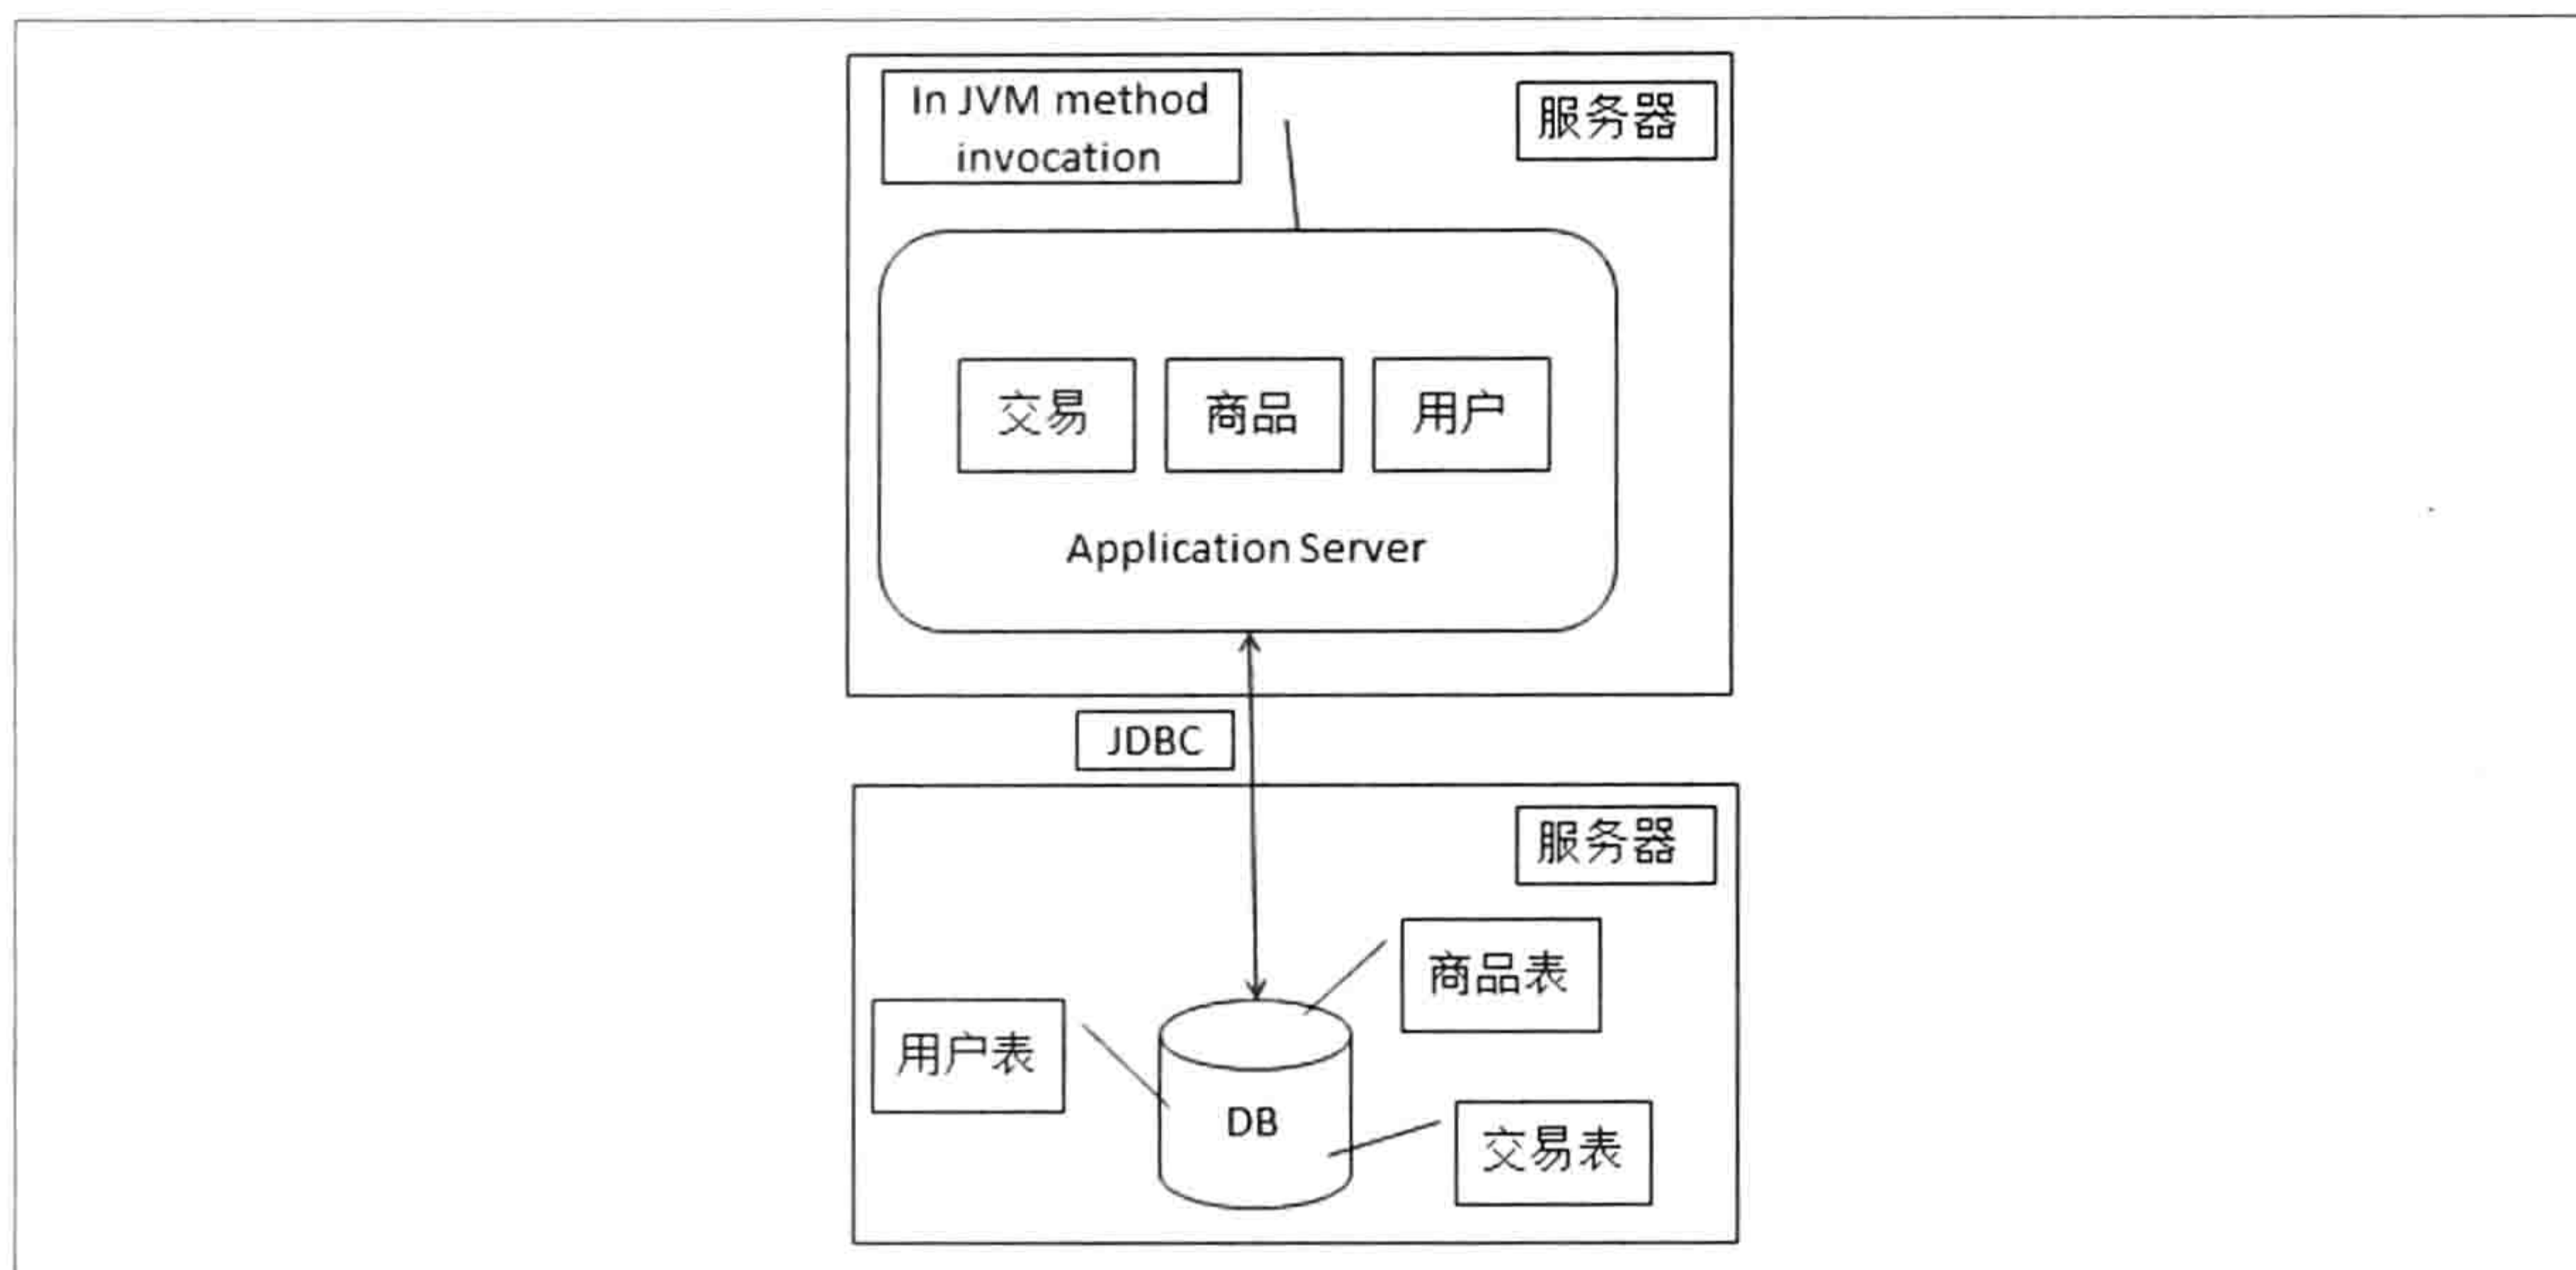 In JVM method
invocation
服务器
交易
商品
用户
Application Server
JDBC
服务器
商品表
用户表
DB
交易表